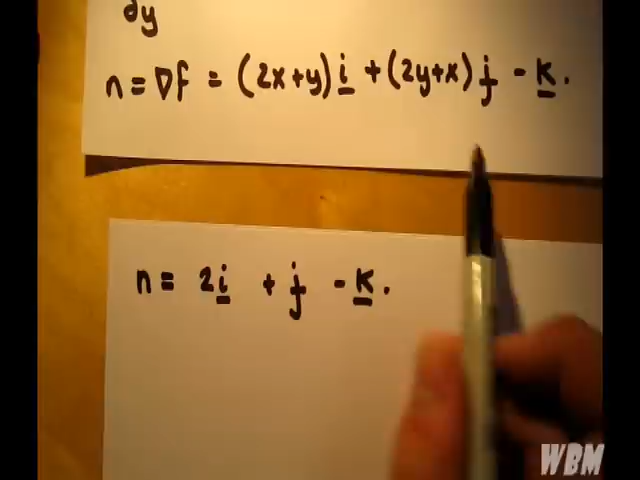 ∂y
n = ∇f = (2x+y) i + (2y+x) j - k.
n = 2i + j - k.
WBM